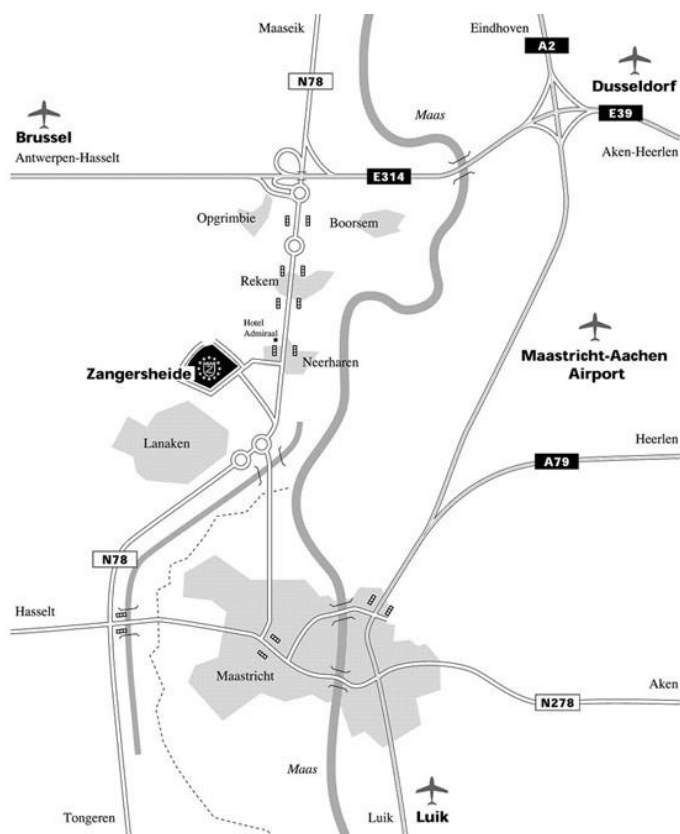 Maaseik
Eindhoven
A2
N78
Dusseldorf
Maas
E39
Brussel
Antwerpen-Hasselt
Aken-Heerlen
E314
Opgrimbie
Boorsem
Rekem
Hotel
Admiraal
Maastricht-Aachen
Airport
Neerharen
Zangersheide
Lanaken
Heerlen
A79
N78
Hasselt
Maastricht
Aken
N278
Maas
Tongeren
Luik
Luik